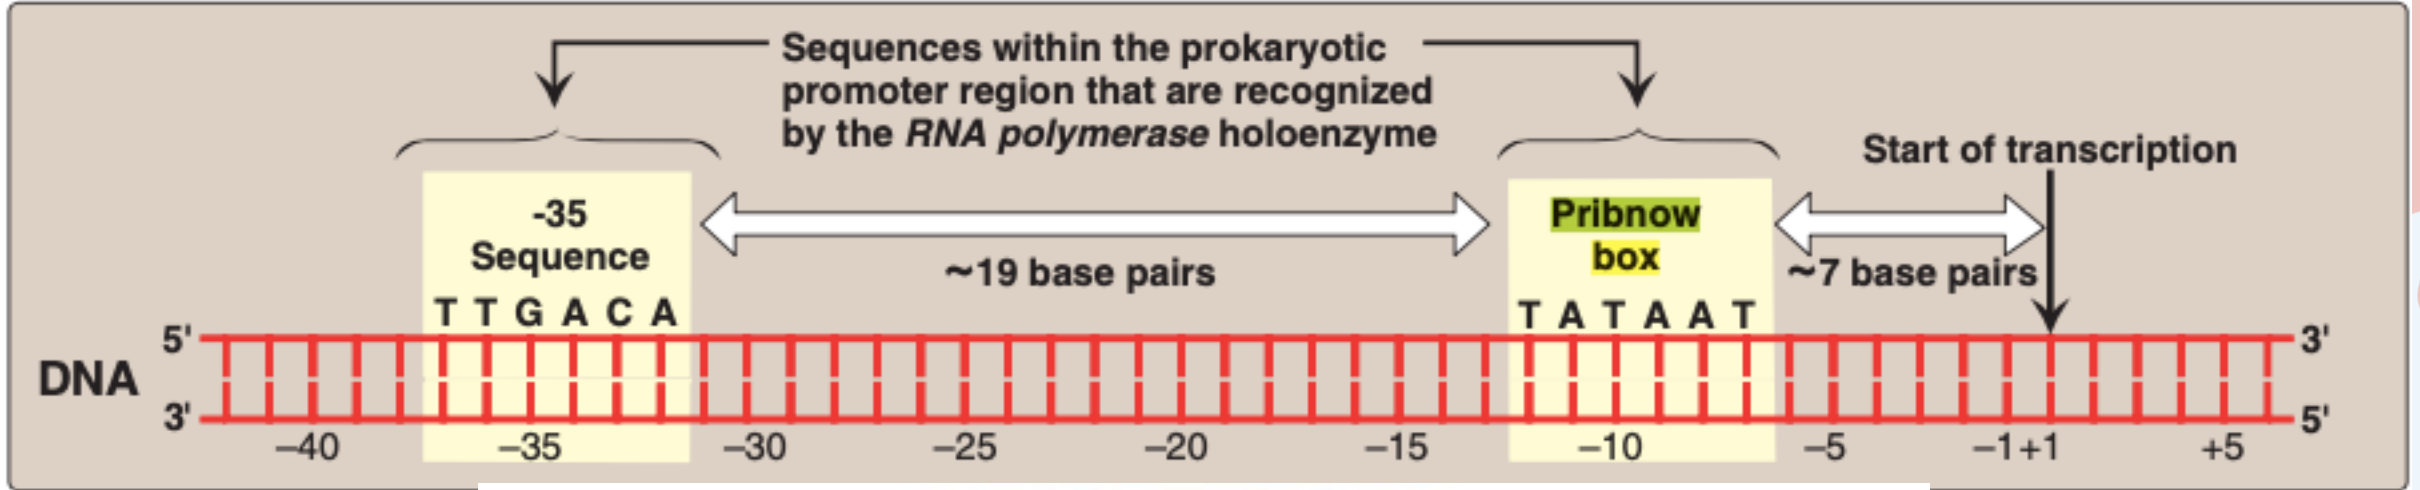 Sequences within the prokaryotic
promoter region that are recognized
by the RNA polymerase holoenzyme
Start of transcription
-35
Sequence
~19 base pairs
Pribnow
box
~7 base pairs
T T G A C A
T A T A A T
5' 3'
DNA
3' 5'
–40 –35 –30 –25 –20 –15 –10 –5 –1 +1 +5